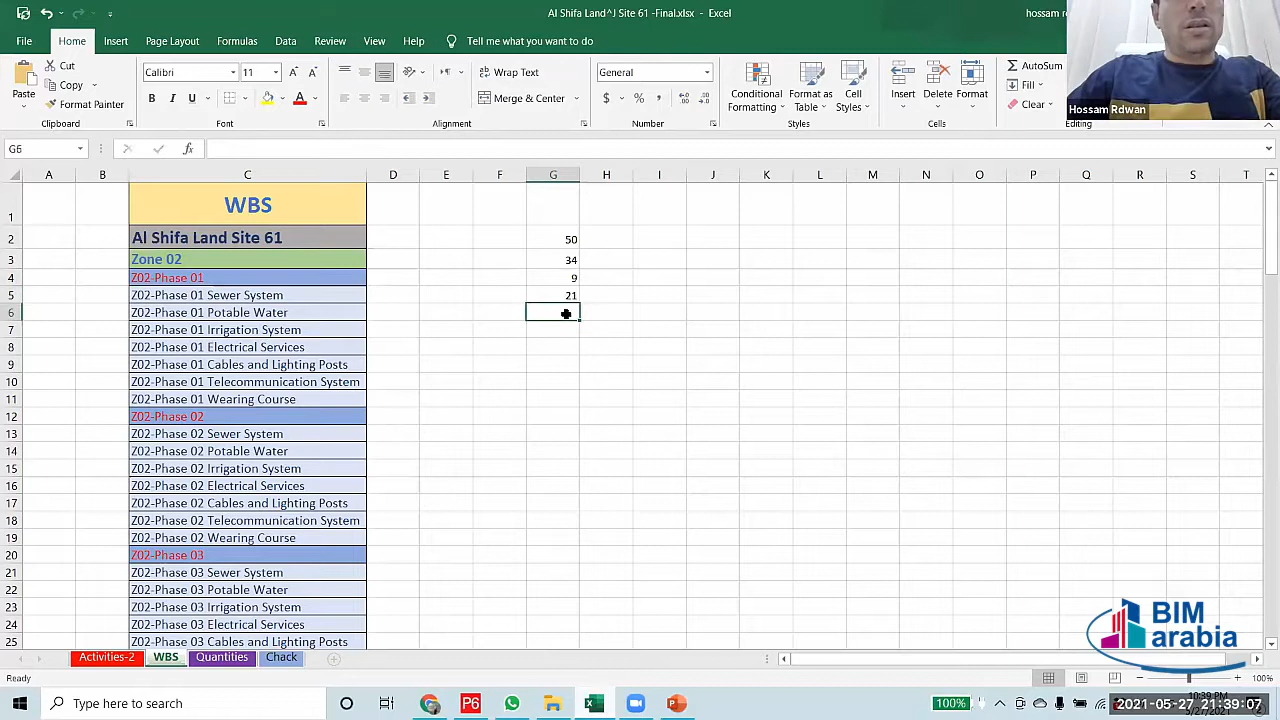 Al Shifa Land^J Site 61 -Final.xlsx - Excel
hossam r
File Home Insert Page Layout Formulas Data Review View Help Tell me what you want to do
Paste
Cut
Copy
Format Painter
Clipboard
Calibri 11
B I U
Font
Wrap Text
Merge & Center
Alignment
General
$ % ,
Number
Conditional Formatting
Format as Table
Cell Styles
Styles
Insert Delete Format
Cells
AutoSum
Fill
Clear
Editing
Hossam Rdwan
G6 fx
A B C D E F G H I J K L M N O P Q R S T
1 WBS
2 Al Shifa Land Site 61 50
3 Zone 02 34
4 Z02-Phase 01 9
5 Z02-Phase 01 Sewer System 21
6 Z02-Phase 01 Potable Water
7 Z02-Phase 01 Irrigation System
8 Z02-Phase 01 Electrical Services
9 Z02-Phase 01 Cables and Lighting Posts
10 Z02-Phase 01 Telecommunication System
11 Z02-Phase 01 Wearing Course
12 Z02-Phase 02
13 Z02-Phase 02 Sewer System
14 Z02-Phase 02 Potable Water
15 Z02-Phase 02 Irrigation System
16 Z02-Phase 02 Electrical Services
17 Z02-Phase 02 Cables and Lighting Posts
18 Z02-Phase 02 Telecommunication System
19 Z02-Phase 02 Wearing Course
20 Z02-Phase 03
21 Z02-Phase 03 Sewer System
22 Z02-Phase 03 Potable Water
23 Z02-Phase 03 Irrigation System
24 Z02-Phase 03 Electrical Services
25 Z02-Phase 03 Cables and Lighting Posts
BIM
arabia
Activities-2 WBS Quantities Chack
Ready 100%
Type here to search
P6
100%
10:39 PM
2021-05-27 21:39:07
5/27/2021